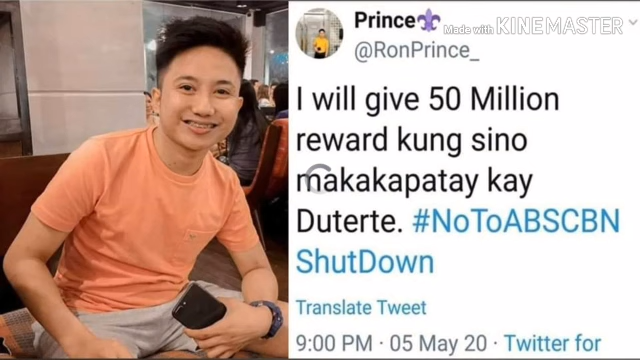 Prince⚜
Made with KINEMASTER
@RonPrince_
I will give 50 Million
reward kung sino
makakapatay kay
Duterte. #NoToABSCBN
ShutDown
Translate Tweet
9:00 PM · 05 May 20 · Twitter for